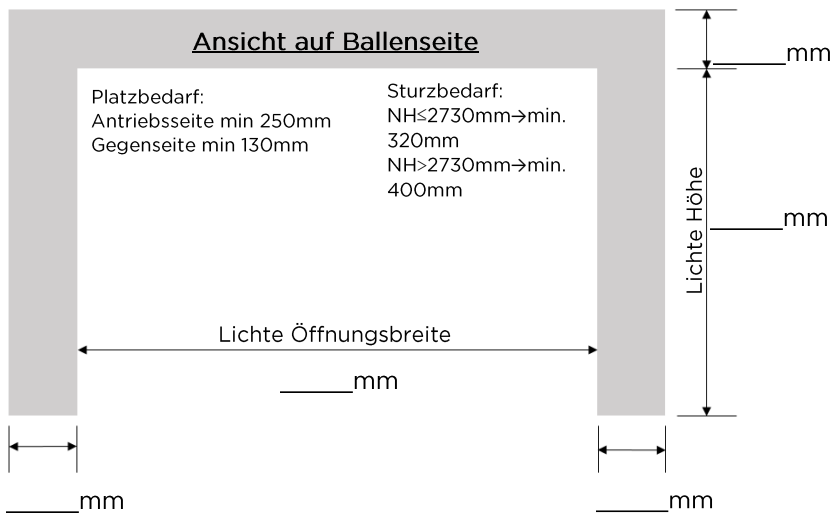 Ansicht auf Ballenseite
______mm
Platzbedarf:
Antriebsseite min 250mm
Gegenseite min 130mm
Sturzbedarf:
NH≤2730mm→min.
320mm
NH>2730mm→min.
400mm
Lichte Höhe
______mm
Lichte Öffnungsbreite
______mm
______mm
______mm